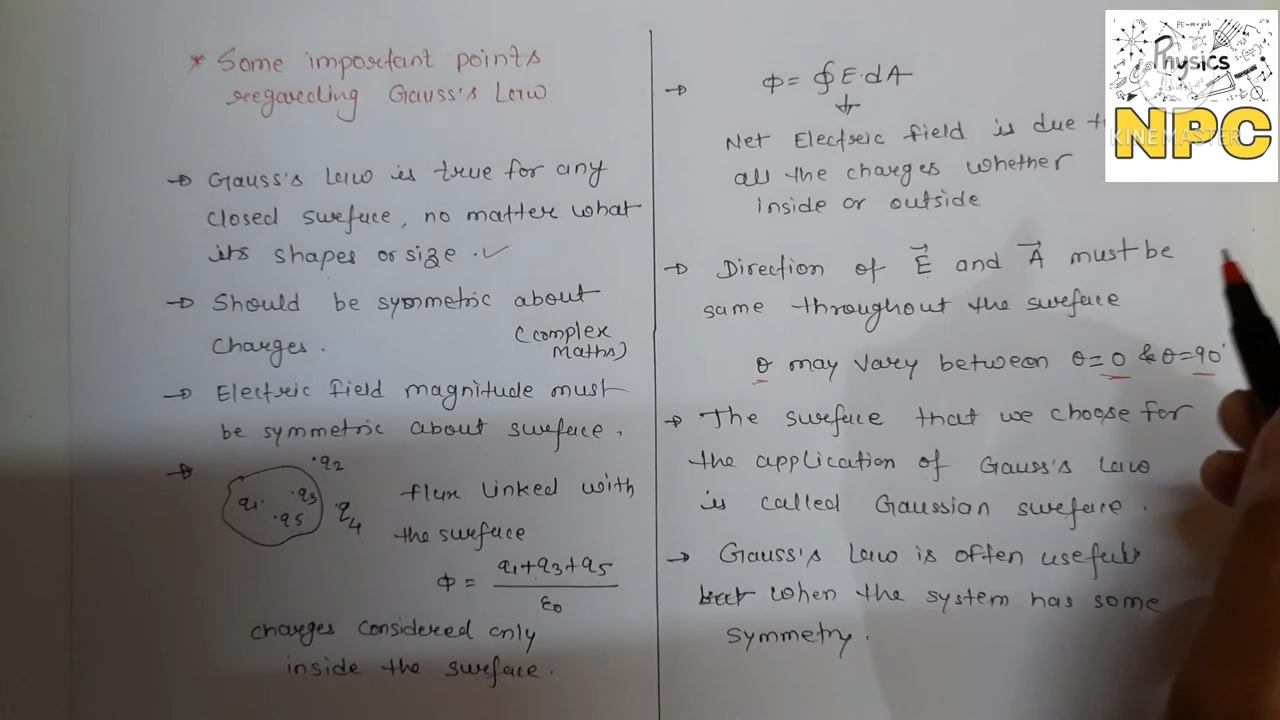 * Some important points
regarding Gauss's Law
→ Gauss's Law is true for any
closed surface, no matter what
its shapes or size. ✓
→ Should be symmetric about
charges. (complex
maths)
→ Electric field magnitude must
be symmetric about surface.
→ q1 q2 q3 q4 q5
flux linked with
the surface
Φ = q1+q3+q5 / ε0
charges considered only
inside the surface.
→ Φ = ∮E·dA
Net Electric field is due
all the charges whether
inside or outside
→ Direction of E⃗ and A⃗ must be
same throughout the surface
θ may vary between θ=0 & θ=90°
→ The surface that we choose for
the application of Gauss's Law
is called Gaussian surface.
→ Gauss's Law is often useful
when the system has some
symmetry.
Physics
KINEMASTER
NPC